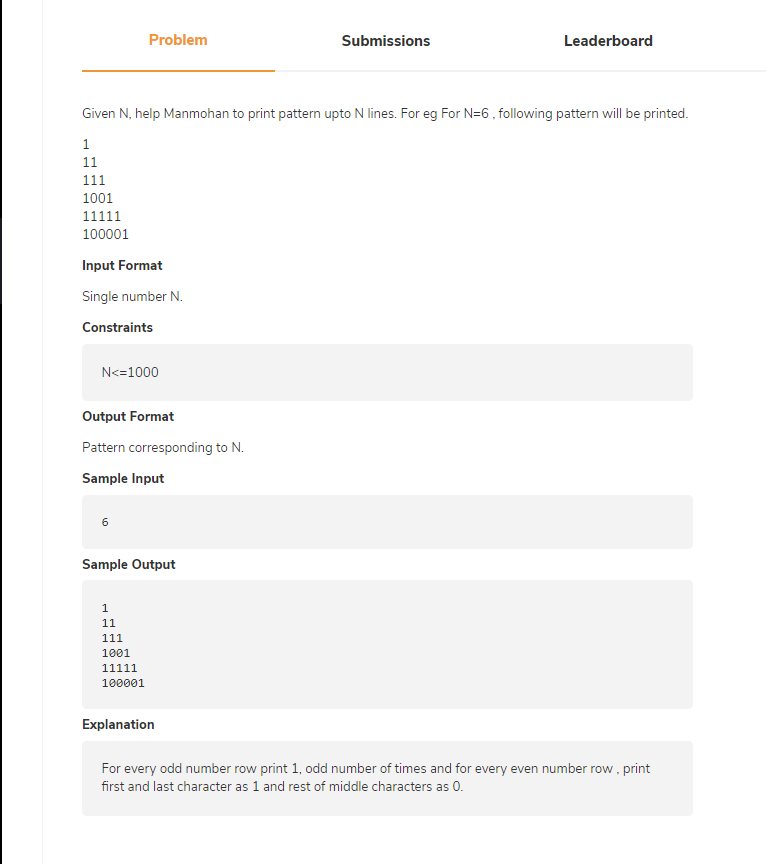 Problem Submissions Leaderboard
Given N, help Manmohan to print pattern upto N lines. For eg For N=6 , following pattern will be printed.
1
11
111
1001
11111
100001
Input Format
Single number N.
Constraints
N<=1000
Output Format
Pattern corresponding to N.
Sample Input
6
Sample Output
1
11
111
1001
11111
100001
Explanation
For every odd number row print 1, odd number of times and for every even number row , print
first and last character as 1 and rest of middle characters as 0.